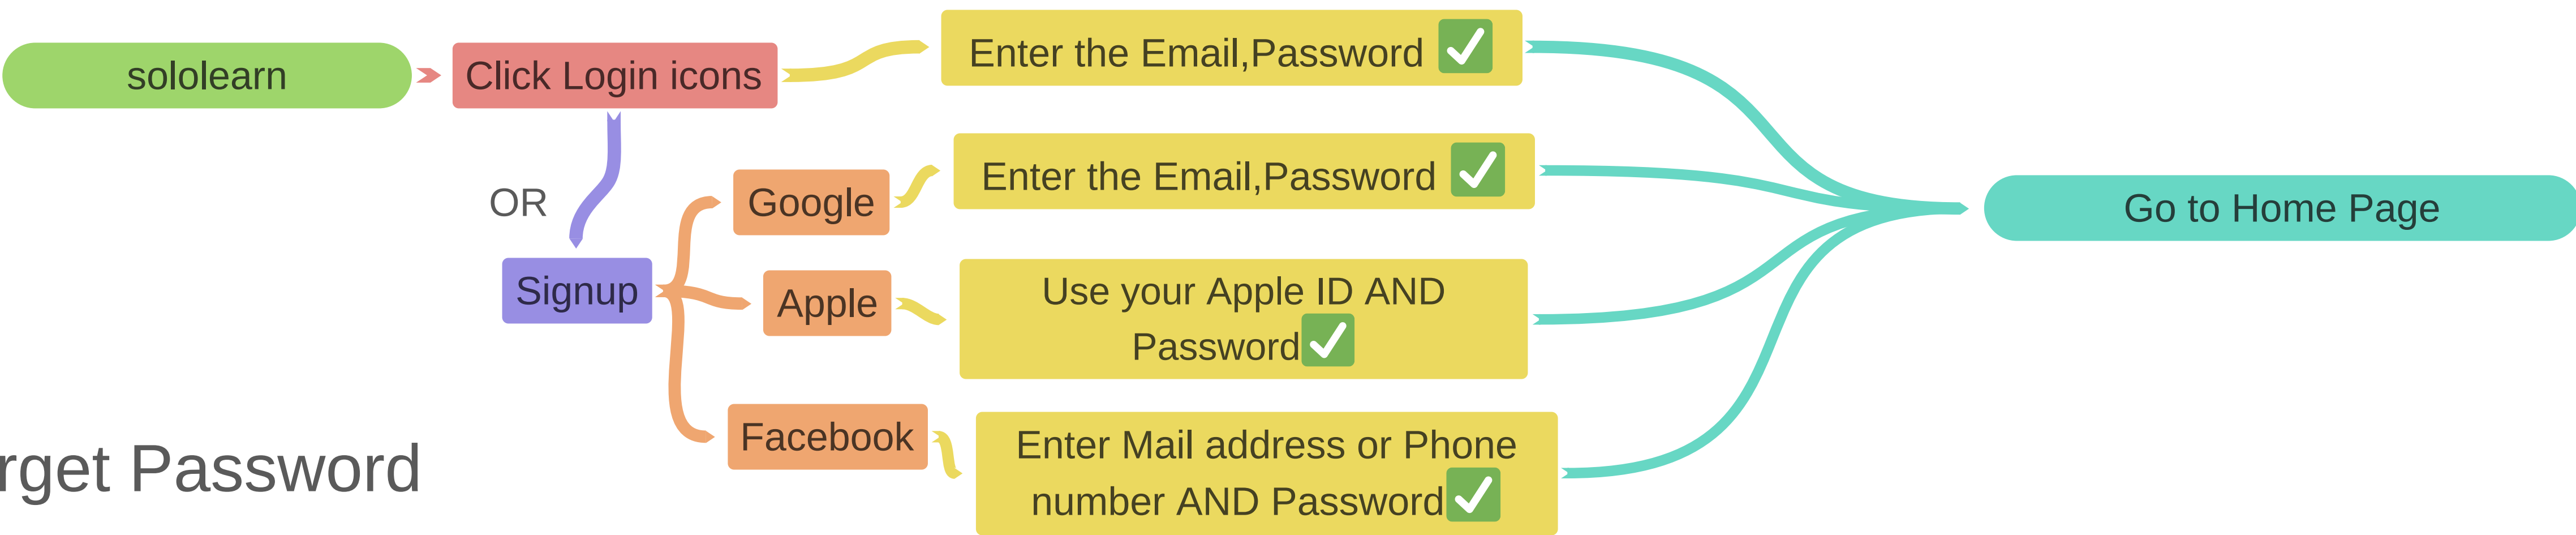 sololearn
Click Login icons
Enter the Email,Password ✅
OR
Google
Enter the Email,Password ✅
Signup
Apple
Use your Apple ID AND
Password✅
Facebook
Enter Mail address or Phone
number AND Password✅
Go to Home Page
rget Password